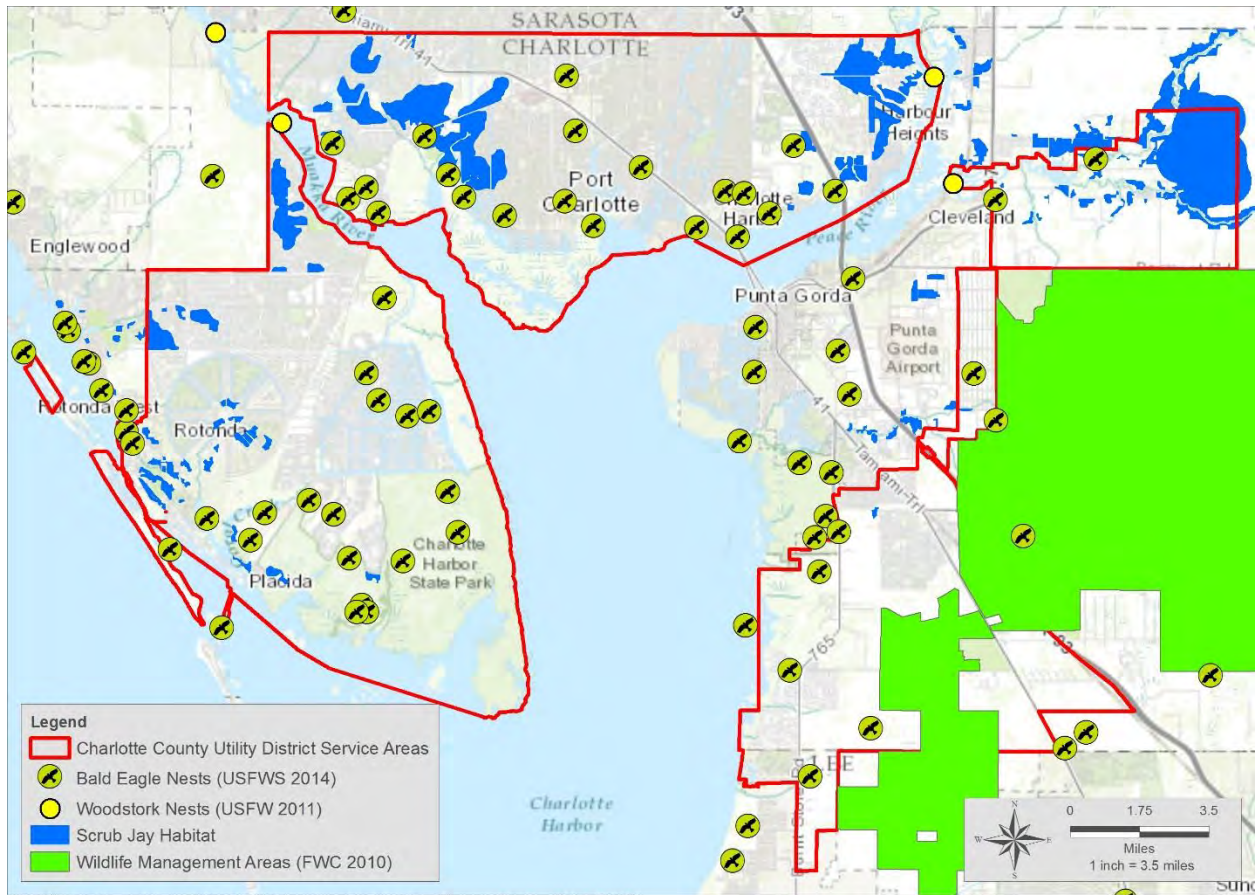 SARASOTA
CHARLOTTE
41
Harbour
Heights
Myakka River
Port
Charlotte
Peace River
Cleveland
Englewood
Punta Gorda
Punta
Gorda
Airport
Rotonda
41
Tamiami-Trl
Charlotte
Harbor
State Park
Placida
765
LEE
Charlotte
Harbor
Legend
Charlotte County Utility District Service Areas
Bald Eagle Nests (USFWS 2014)
Woodstork Nests (USFW 2011)
Scrub Jay Habitat
Wildlife Management Areas (FWC 2010)
N
W E
S
0 1.75 3.5
Miles
1 inch = 3.5 miles